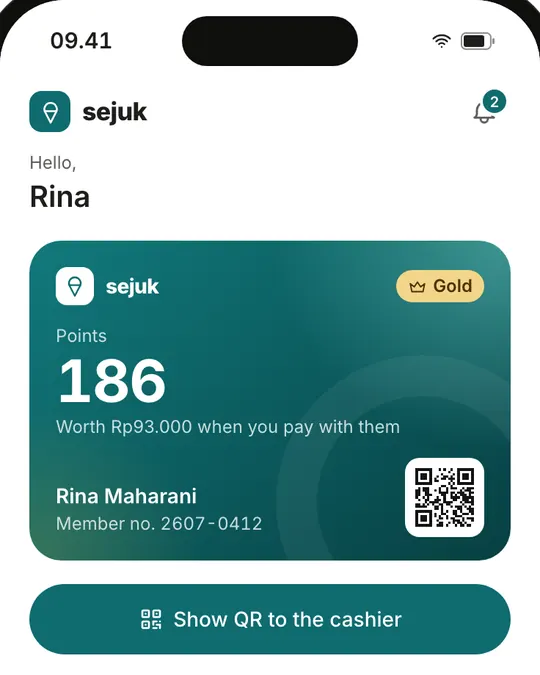 09.41
sejuk
2
Hello,
Rina
sejuk
Gold
Points
186
Worth Rp93.000 when you pay with them
Rina Maharani
Member no. 2607-0412
Show QR to the cashier